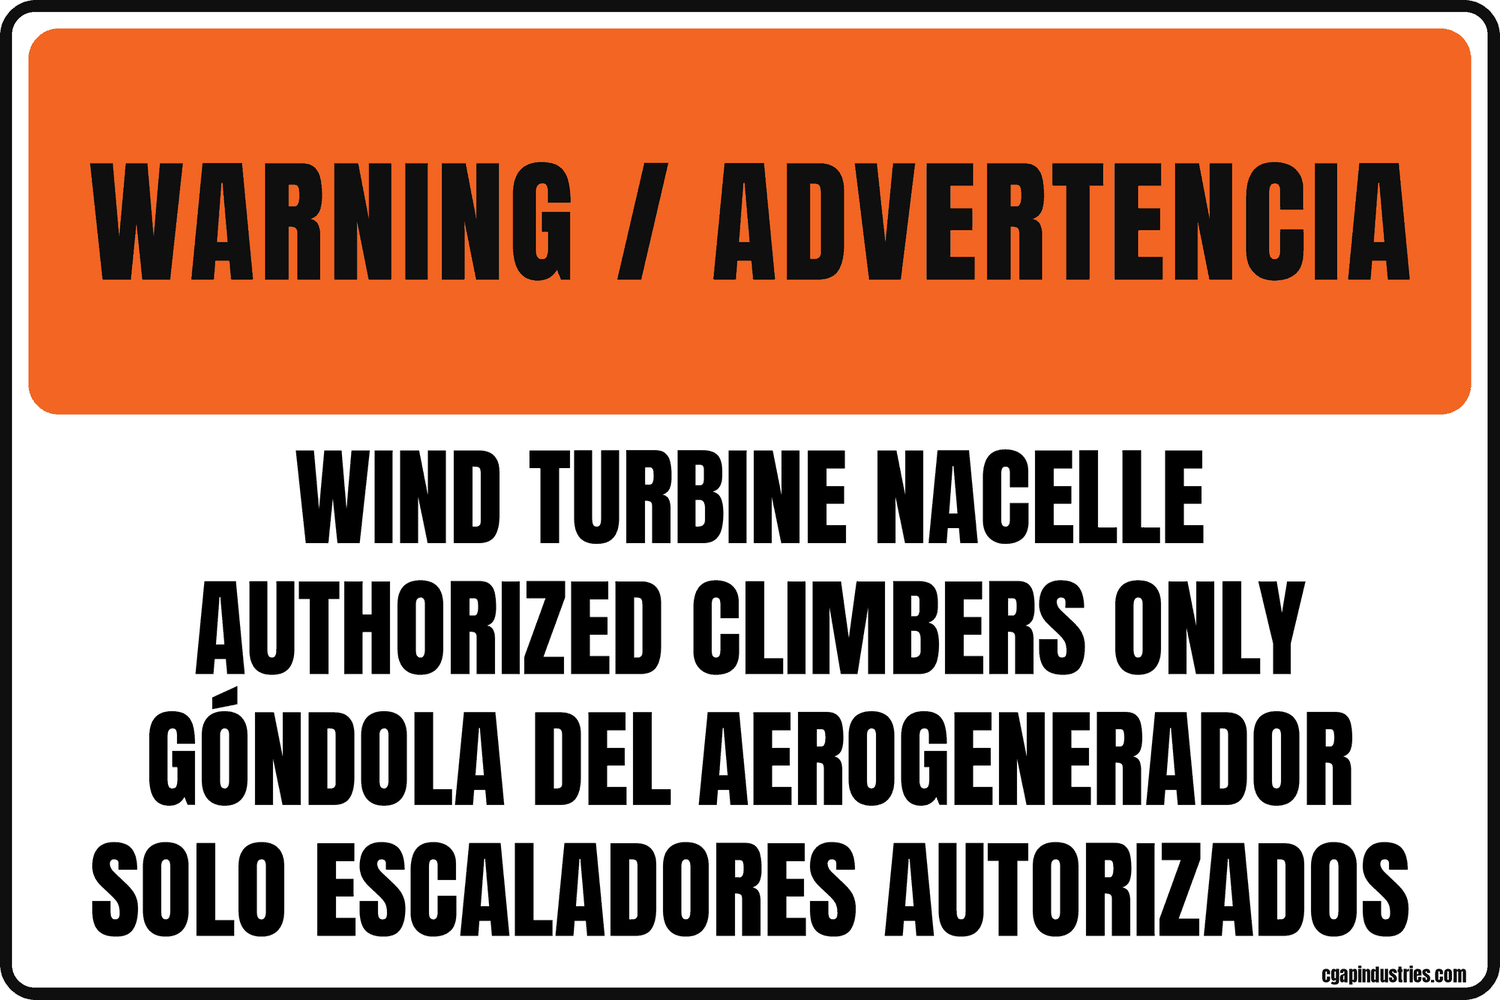 WARNING / ADVERTENCIA
WIND TURBINE NACELLE
AUTHORIZED CLIMBERS ONLY
GÓNDOLA DEL AEROGENERADOR
SOLO ESCALADORES AUTORIZADOS
cgapindustries.com